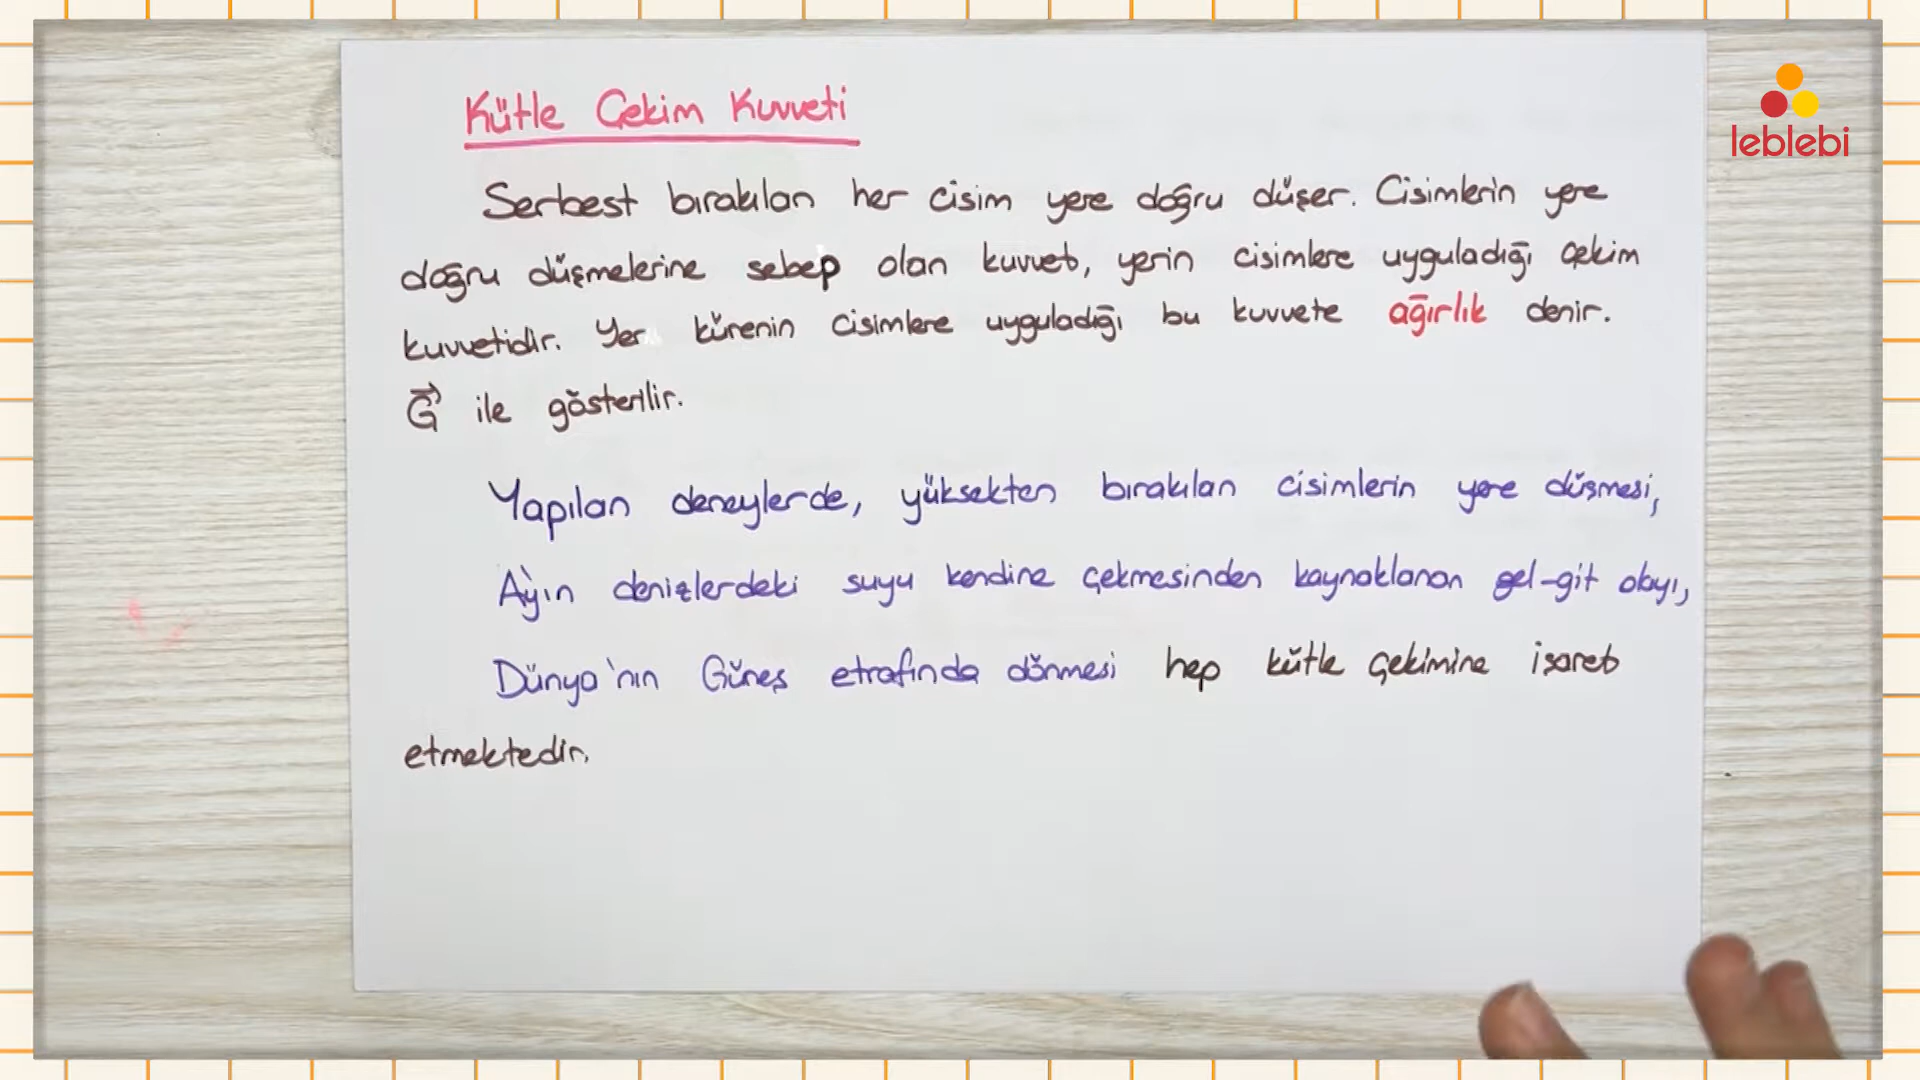 Kütle Çekim Kuvveti
leblebi
Serbest bırakılan her cisim yere doğru düşer. Cisimlerin yere
doğru düşmelerine sebep olan kuvvet, yerin cisimlere uyguladığı çekim
kuvvetidir. Yer kürenin cisimlere uyguladığı bu kuvvete ağırlık denir.
G⃗ ile gösterilir.
Yapılan deneylerde, yüksekten bırakılan cisimlerin yere düşmesi,
Ay'ın denizlerdeki suyu kendine çekmesinden kaynaklanan gel-git olayı,
Dünya'nın Güneş etrafında dönmesi hep kütle çekimine işaret
etmektedir.